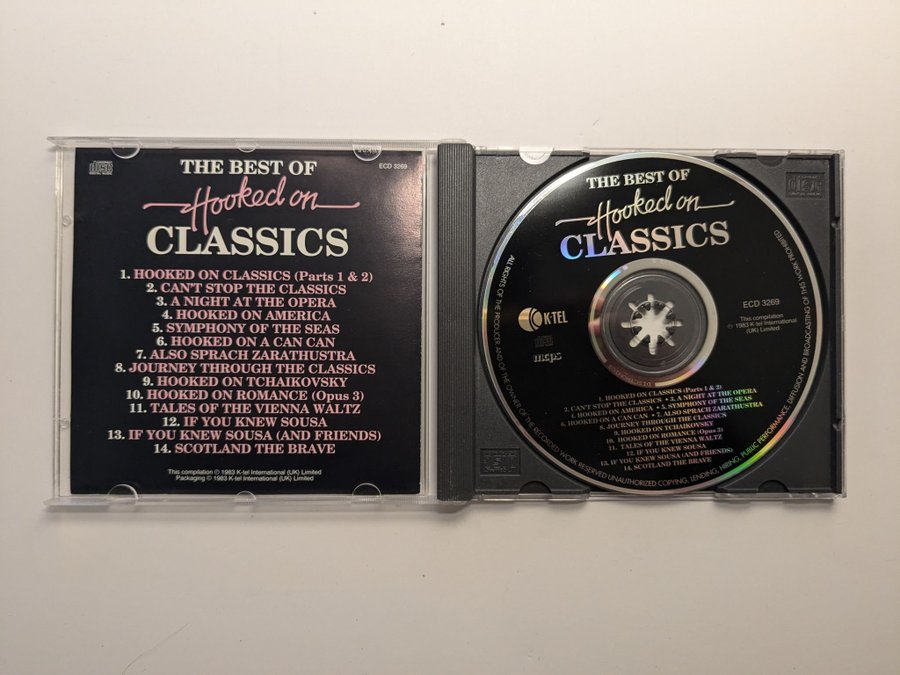 COMPACT
disc
DIGITAL AUDIO
ECD 3269
THE BEST OF
Hooked on
CLASSICS
1. HOOKED ON CLASSICS (Parts 1 & 2)
2. CAN'T STOP THE CLASSICS
3. A NIGHT AT THE OPERA
4. HOOKED ON AMERICA
5. SYMPHONY OF THE SEAS
6. HOOKED ON A CAN CAN
7. ALSO SPRACH ZARATHUSTRA
8. JOURNEY THROUGH THE CLASSICS
9. HOOKED ON TCHAIKOVSKY
10. HOOKED ON ROMANCE (Opus 3)
11. TALES OF THE VIENNA WALTZ
12. IF YOU KNEW SOUSA
13. IF YOU KNEW SOUSA (AND FRIENDS)
14. SCOTLAND THE BRAVE
This compilation ℗ 1983 K-tel International (UK) Limited
Packaging © 1983 K-tel International (UK) Limited
THE BEST OF
Hooked on
CLASSICS
K-TEL
mcps
ECD 3269
This compilation
℗ 1983 K-tel International
(UK) Limited
1. HOOKED ON CLASSICS (Parts 1 & 2)
2. CAN'T STOP THE CLASSICS • 3. A NIGHT AT THE OPERA
4. HOOKED ON AMERICA • 5. SYMPHONY OF THE SEAS
6. HOOKED ON A CAN CAN • 7. ALSO SPRACH ZARATHUSTRA
8. JOURNEY THROUGH THE CLASSICS
9. HOOKED ON TCHAIKOVSKY
10. HOOKED ON ROMANCE (Opus 3)
11. TALES OF THE VIENNA WALTZ
12. IF YOU KNEW SOUSA
13. IF YOU KNEW SOUSA (AND FRIENDS)
14. SCOTLAND THE BRAVE
ALL RIGHTS OF THE PRODUCER AND OF THE OWNER OF THE RECORDED WORK RESERVED UNAUTHORIZED COPYING, LENDING, HIRING, PUBLIC PERFORMANCE, DIFFUSION AND BROADCASTING OF THIS WORK PROHIBITED
disc